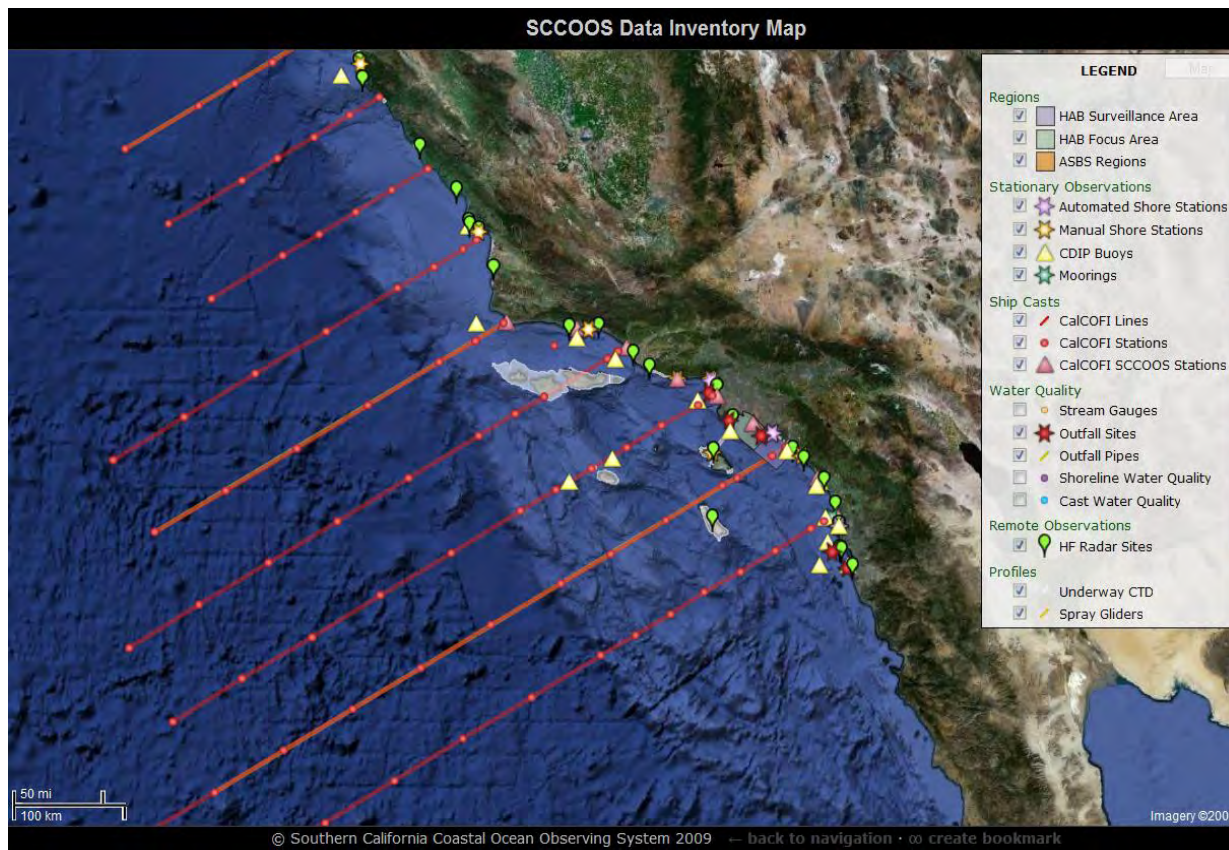 SCCOOS Data Inventory Map
LEGEND
Map
Regions
HAB Surveillance Area
HAB Focus Area
ASBS Regions
Stationary Observations
Automated Shore Stations
Manual Shore Stations
CDIP Buoys
Moorings
Ship Casts
CalCOFI Lines
CalCOFI Stations
CalCOFI SCCOOS Stations
Water Quality
Stream Gauges
Outfall Sites
Outfall Pipes
Shoreline Water Quality
Cast Water Quality
Remote Observations
HF Radar Sites
Profiles
Underway CTD
Spray Gliders
50 mi
100 km
Imagery ©200
© Southern California Coastal Ocean Observing System 2009 ← back to navigation · ∞ create bookmark